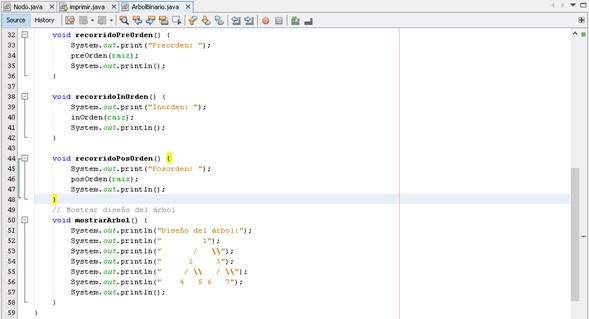 Nodo.java imprimir.java ArbolBinario.java
Source History
32 void recorridoPreOrden() {
33 System.out.print("Preorden: ");
34 preOrden(raiz);
35 System.out.println();
36 }
37
38 void recorridoInOrden() {
39 System.out.print("Inorden: ");
40 inOrden(raiz);
41 System.out.println();
42 }
43
44 void recorridoPosOrden() {
45 System.out.print("Posorden: ");
46 posOrden(raiz);
47 System.out.println();
48 }
49 // Mostrar diseño del árbol
50 void mostrarArbol() {
51 System.out.println("Diseño del árbol:");
52 System.out.println("       1");
53 System.out.println("      /   \\");
54 System.out.println("     2     3");
55 System.out.println("    / \\   / \\");
56 System.out.println();
57 System.out.println("   4   5 6   7");
58 }
59 }